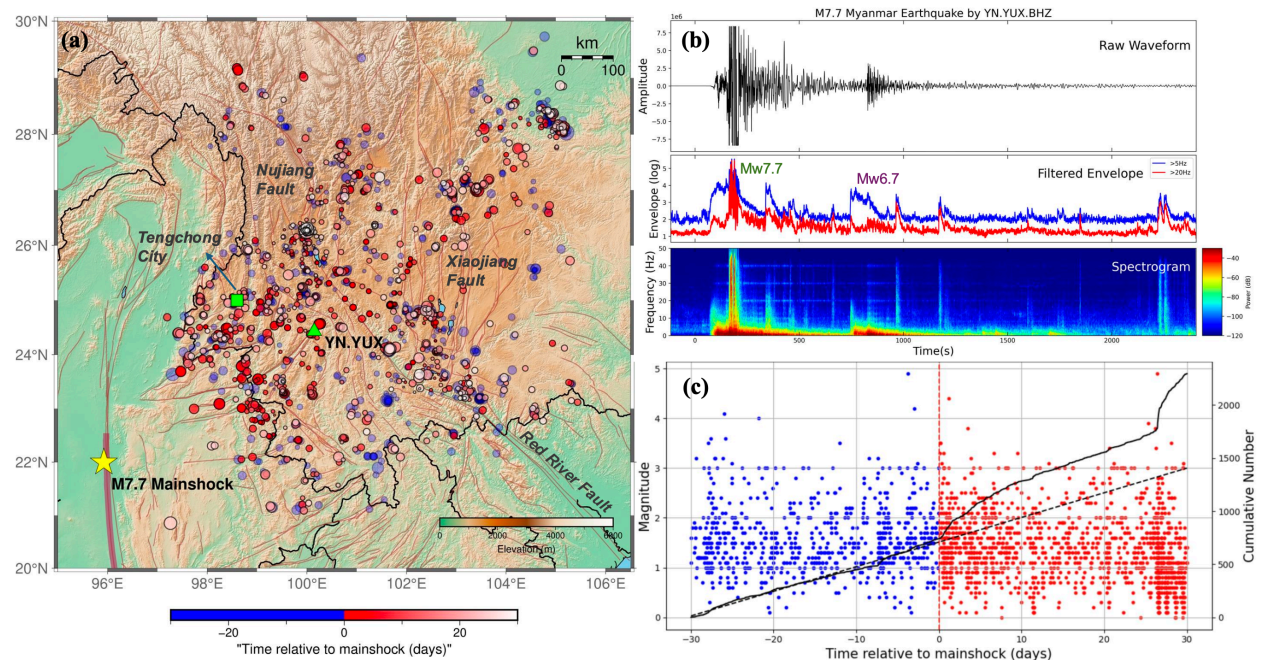 (a)
30°N
28°N
26°N
24°N
22°N
20°N
96°E
98°E
100°E
102°E
104°E
106°E
km
0
100
Nujiang
Fault
Tengchong
City
Xiaojiang
Fault
YN.YUX
Red River Fault
M7.7 Mainshock
0
2000
4000
6000
Elevation (m)
−20
0
20
"Time relative to mainshock (days)"
M7.7 Myanmar Earthquake by YN.YUX.BHZ
1e6
(b)
Raw Waveform
Amplitude
7.5
5.0
2.5
0.0
−2.5
−5.0
−7.5
Envelope (log)
5
4
3
2
1
Mw7.7
Mw6.7
Filtered Envelope
>5Hz
>20Hz
Frequency (Hz)
50
40
30
20
10
0
Spectrogram
−40
−60
−80
−100
−120
Power (dB)
0
500
1000
1500
2000
Time(s)
(c)
Magnitude
5
4
3
2
1
0
Cumulative Number
2000
1500
1000
500
0
−30
−20
−10
0
10
20
30
Time relative to mainshock (days)